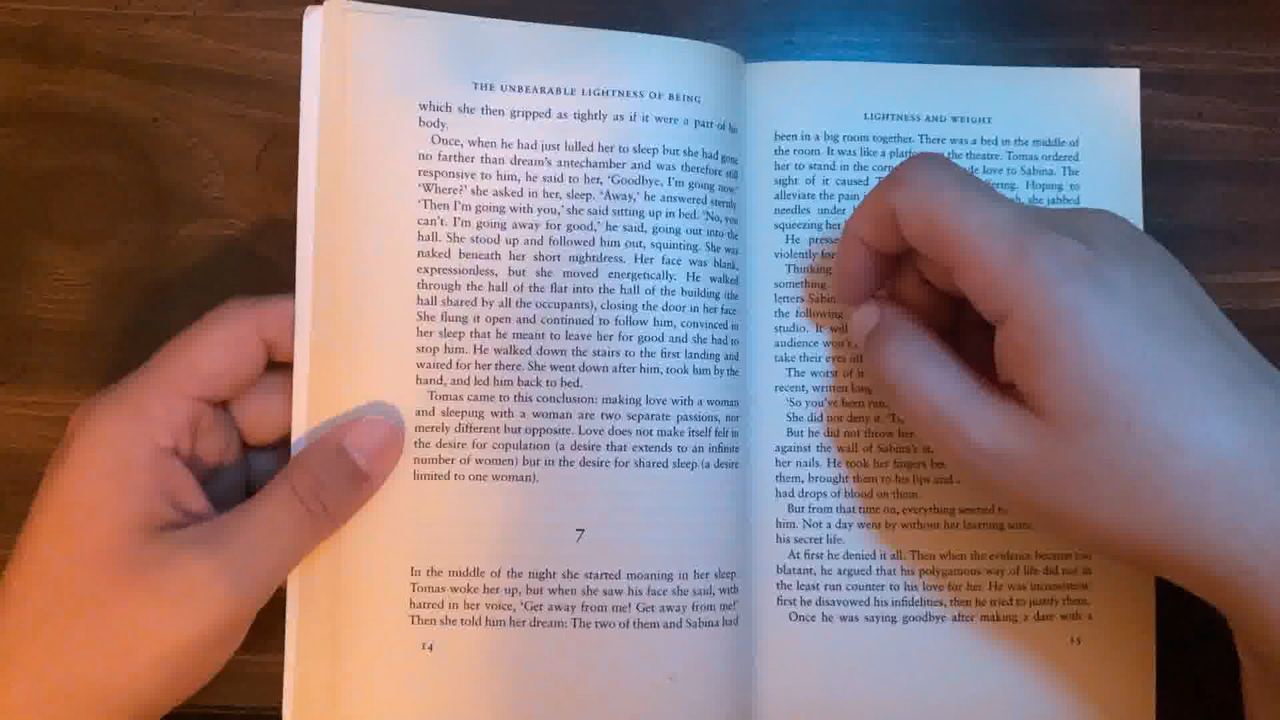 THE UNBEARABLE LIGHTNESS OF BEING
which she then gripped as tightly as if it were a part of his
body.
Once, when he had just lulled her to sleep but she had gone
no farther than dream's antechamber and was therefore still
responsive to him, he said to her, 'Goodbye, I'm going now.'
'Where?' she asked in her, sleep. 'Away,' he answered sternly.
'Then I'm going with you,' she said sitting up in bed. 'No, you
can't. I'm going away for good,' he said, going out into the
hall. She stood up and followed him out, squinting. She was
naked beneath her short nightdress. Her face was blank,
expressionless, but she moved energetically. He walked
through the hall of the flat into the hall of the building (the
hall shared by all the occupants), closing the door in her face.
She flung it open and continued to follow him, convinced in
her sleep that he meant to leave her for good and she had to
stop him. He walked down the stairs to the first landing and
waited for her there. She went down after him, took him by the
hand, and led him back to bed.
Tomas came to this conclusion: making love with a woman
and sleeping with a woman are two separate passions, not
merely different but opposite. Love does not make itself felt in
the desire for copulation (a desire that extends to an infinite
number of women) but in the desire for shared sleep (a desire
limited to one woman).
7
In the middle of the night she started moaning in her sleep.
Tomas woke her up, but when she saw his face she said, with
hatred in her voice, 'Get away from me! Get away from me!'
Then she told him her dream: The two of them and Sabina had
14
LIGHTNESS AND WEIGHT
been in a big room together. There was a bed in the middle of
the room. It was like a the theatre. Tomas ordered
her to stand in the love to Sabina. The
sight of it caused Hoping to
alleviate the pain she jabbed
needles under
squeezing her
He
violently for
Thinking
something
letters
the following
studio. It will
audience won't
take their eyes
The worst of
recent, written
'So you've been
She did not deny it.
But he did not throw her
against the wall of Sabina's
her nails. He took her fingers
them, brought them to his lips and
had drops of blood on them.
But from that time on, everything seemed
him. Not a day went by without her learning
his secret life.
At first he denied it all. Then when the evidence became too
blatant, he argued that his polygamous way of life did not in
the least run counter to his love for her. He was inconsistent:
first he disavowed his infidelities, then he tried to justify them.
Once he was saying goodbye after making a date with a
15